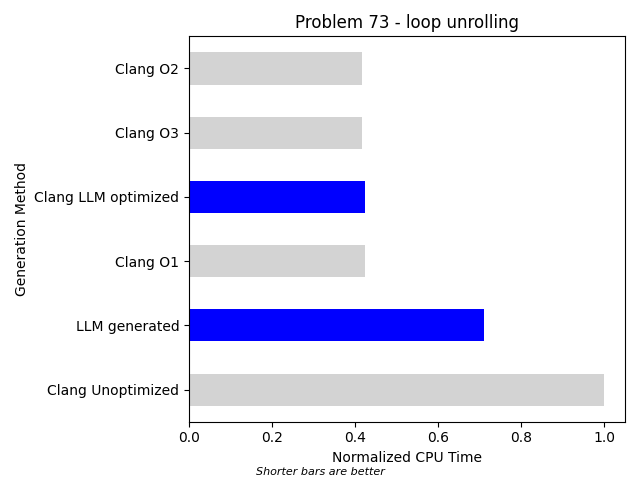 Problem 73 - loop unrolling
Generation Method
Clang O2
Clang O3
Clang LLM optimized
Clang O1
LLM generated
Clang Unoptimized
0.0 0.2 0.4 0.6 0.8 1.0
Normalized CPU Time
Shorter bars are better